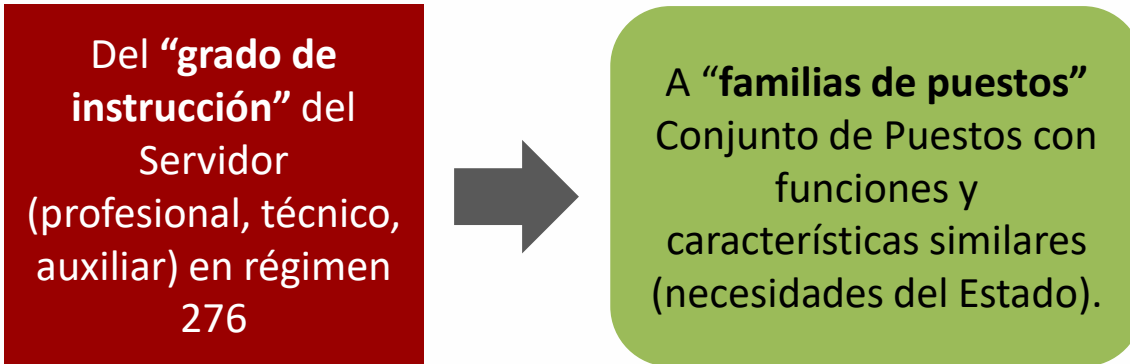 Del “grado de
instrucción” del
Servidor
(profesional, técnico,
auxiliar) en régimen
276
A “familias de puestos”
Conjunto de Puestos con
funciones y
características similares
(necesidades del Estado).